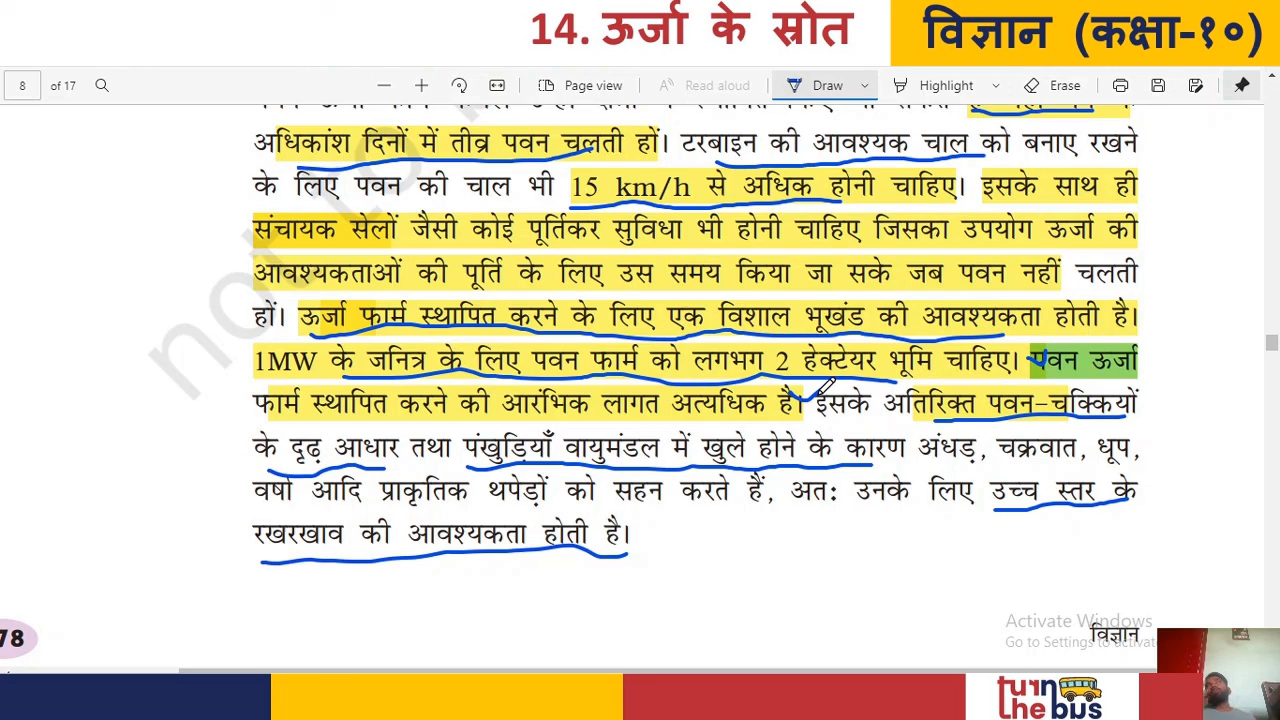 14. ऊर्जा के स्रोत
विज्ञान (कक्षा-१०)
8 of 17
Page view
Read aloud
Draw
Highlight
Erase
अधिकांश दिनों में तीव्र पवन चलती हों। टरबाइन की आवश्यक चाल को बनाए रखने
के लिए पवन की चाल भी 15 km/h से अधिक होनी चाहिए। इसके साथ ही
संचायक सेलों जैसी कोई पूर्तिकर सुविधा भी होनी चाहिए जिसका उपयोग ऊर्जा की
आवश्यकताओं की पूर्ति के लिए उस समय किया जा सके जब पवन नहीं चलती
हों। ऊर्जा फार्म स्थापित करने के लिए एक विशाल भूखंड की आवश्यकता होती है।
1MW के जनित्र के लिए पवन फार्म को लगभग 2 हेक्टेयर भूमि चाहिए। पवन ऊर्जा
फार्म स्थापित करने की आरंभिक लागत अत्यधिक है। इसके अतिरिक्त पवन-चक्कियों
के दृढ़ आधार तथा पंखुड़ियाँ वायुमंडल में खुले होने के कारण अंधड़, चक्रवात, धूप,
वर्षा आदि प्राकृतिक थपेड़ों को सहन करते हैं, अतः उनके लिए उच्च स्तर के
रखरखाव की आवश्यकता होती है।
Activate Windows
Go to Settings to activate
विज्ञान
78
not to
turn
the bus